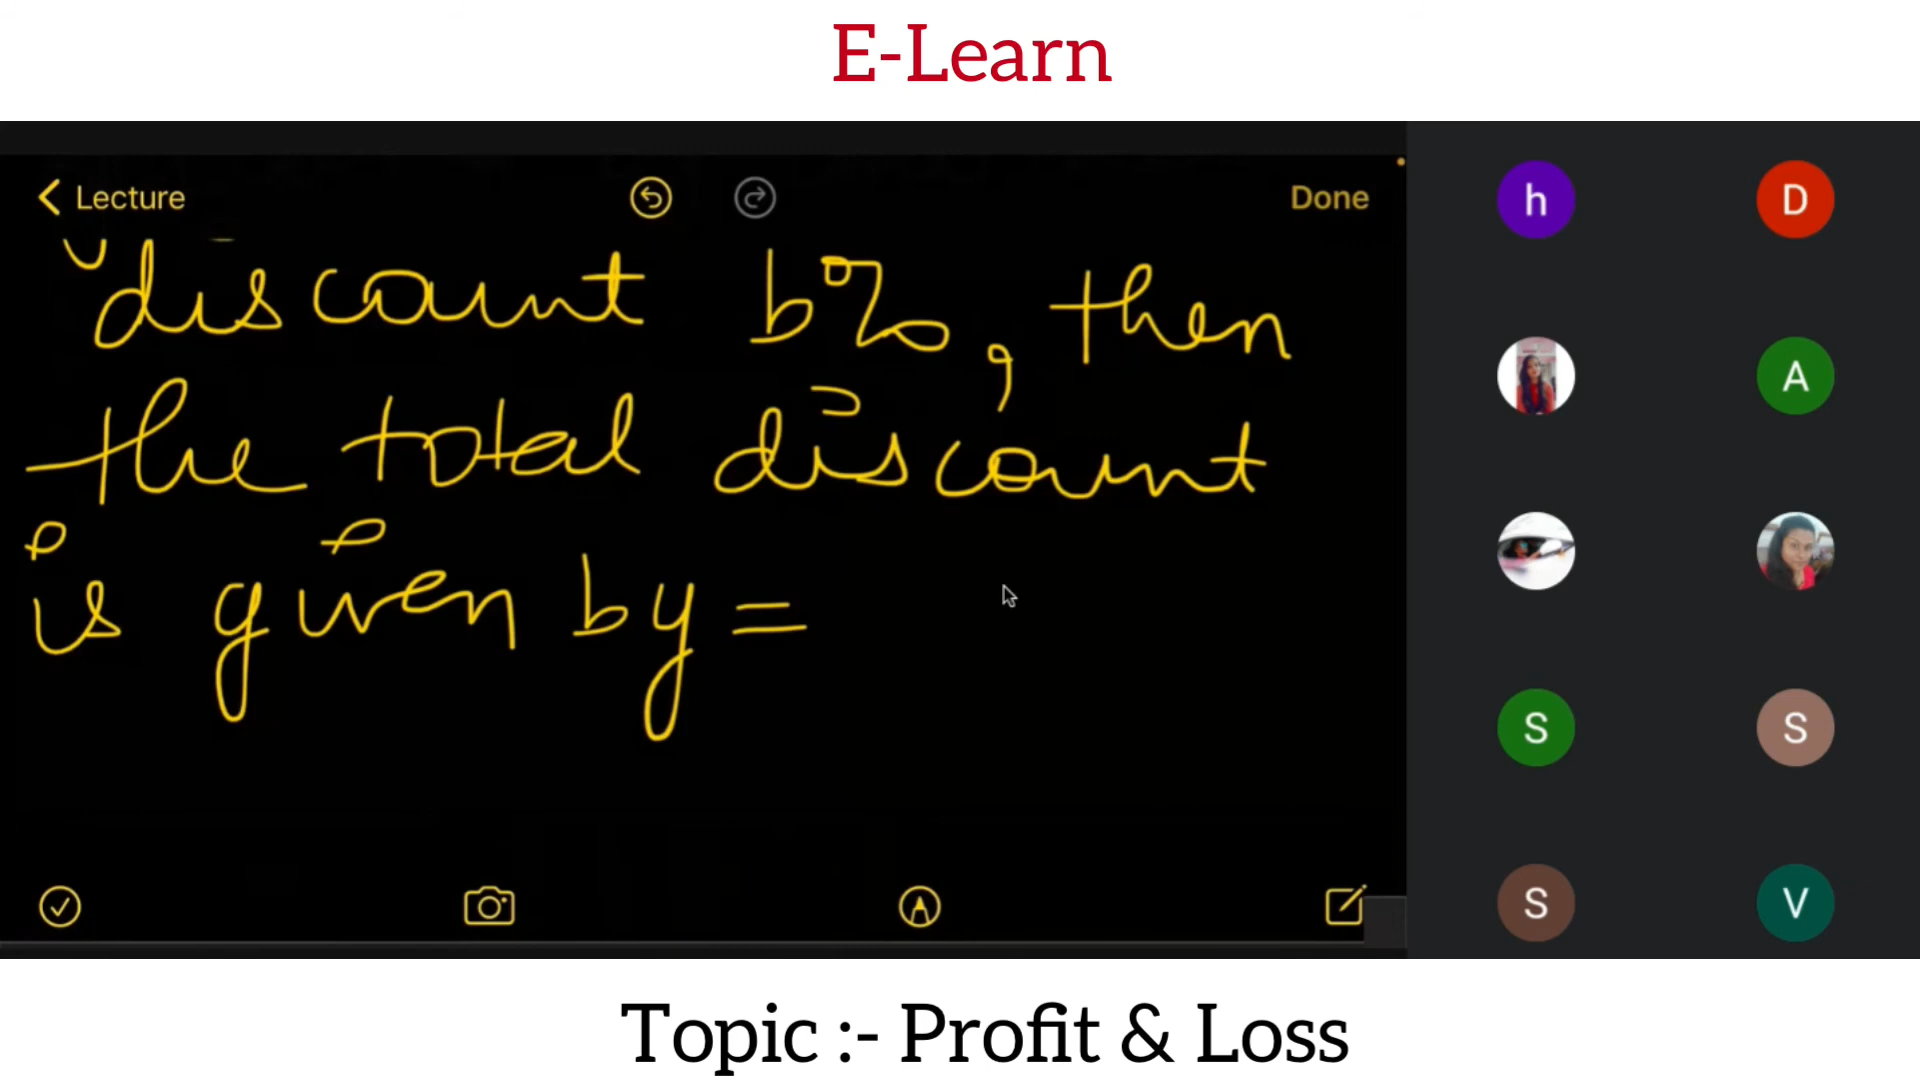 E-Learn
Lecture
Done
discount b%, then
the total discount
is given by =
h
D
A
S
S
S
V
Topic :- Profit & Loss